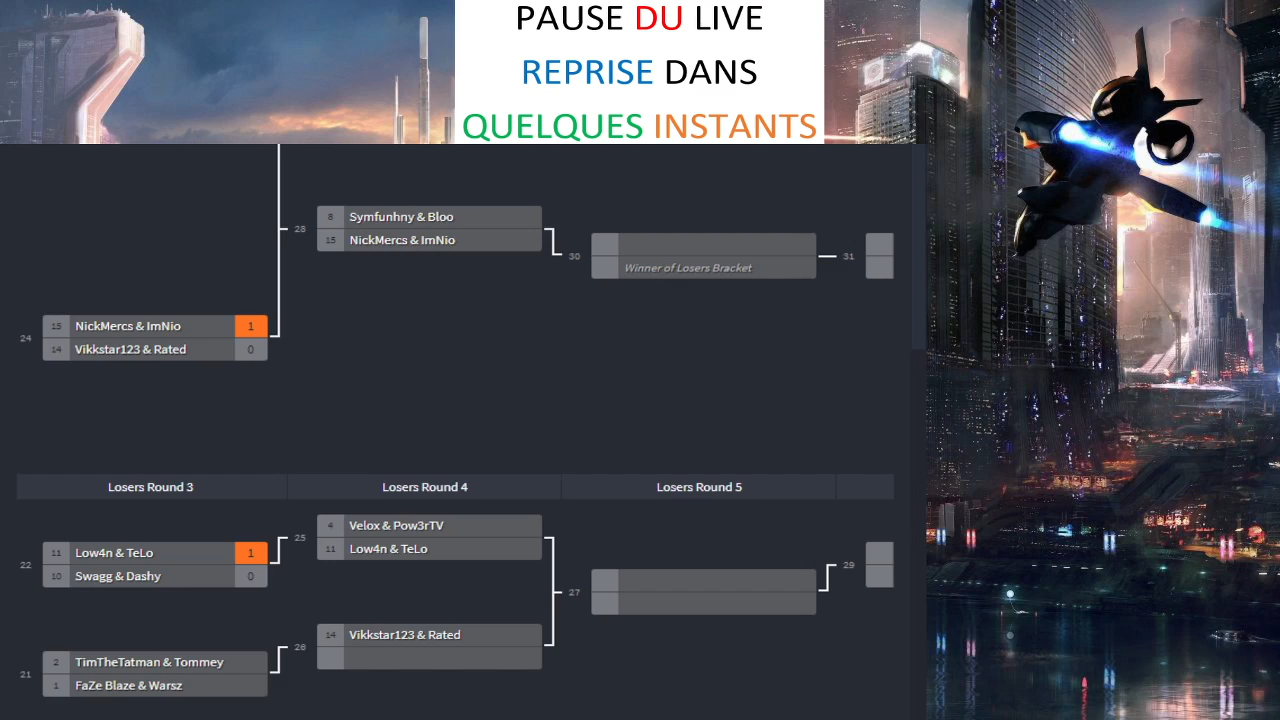 PAUSE DU LIVE
REPRISE DANS
QUELQUES INSTANTS
28
8 Symfunhny & Bloo
15 NickMercs & ImNio
30
Winner of Losers Bracket
31
24
15 NickMercs & ImNio 1
14 Vikkstar123 & Rated 0
Losers Round 3
Losers Round 4
Losers Round 5
22
11 Low4n & TeLo 1
10 Swagg & Dashy 0
25
4 Velox & Pow3rTV
11 Low4n & TeLo
27
29
21
2 TimTheTatman & Tommey
1 FaZe Blaze & Warsz
26
14 Vikkstar123 & Rated